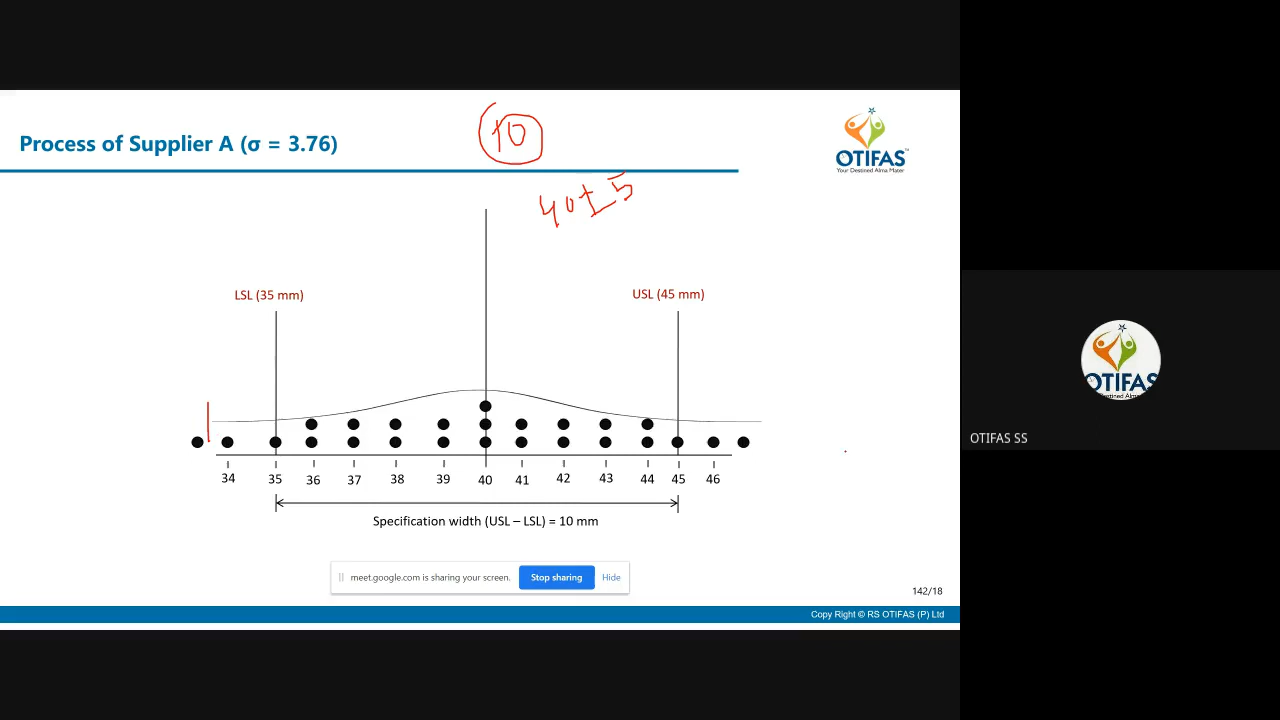 Process of Supplier A (σ = 3.76)
10
OTIFAS
Your Destined Alma Mater
40±5
LSL (35 mm)
USL (45 mm)
34 35 36 37 38 39 40 41 42 43 44 45 46
Specification width (USL – LSL) = 10 mm
meet.google.com is sharing your screen. Stop sharing Hide
142/18
Copy Right © RS OTIFAS (P) Ltd
OTIFAS
OTIFAS SS